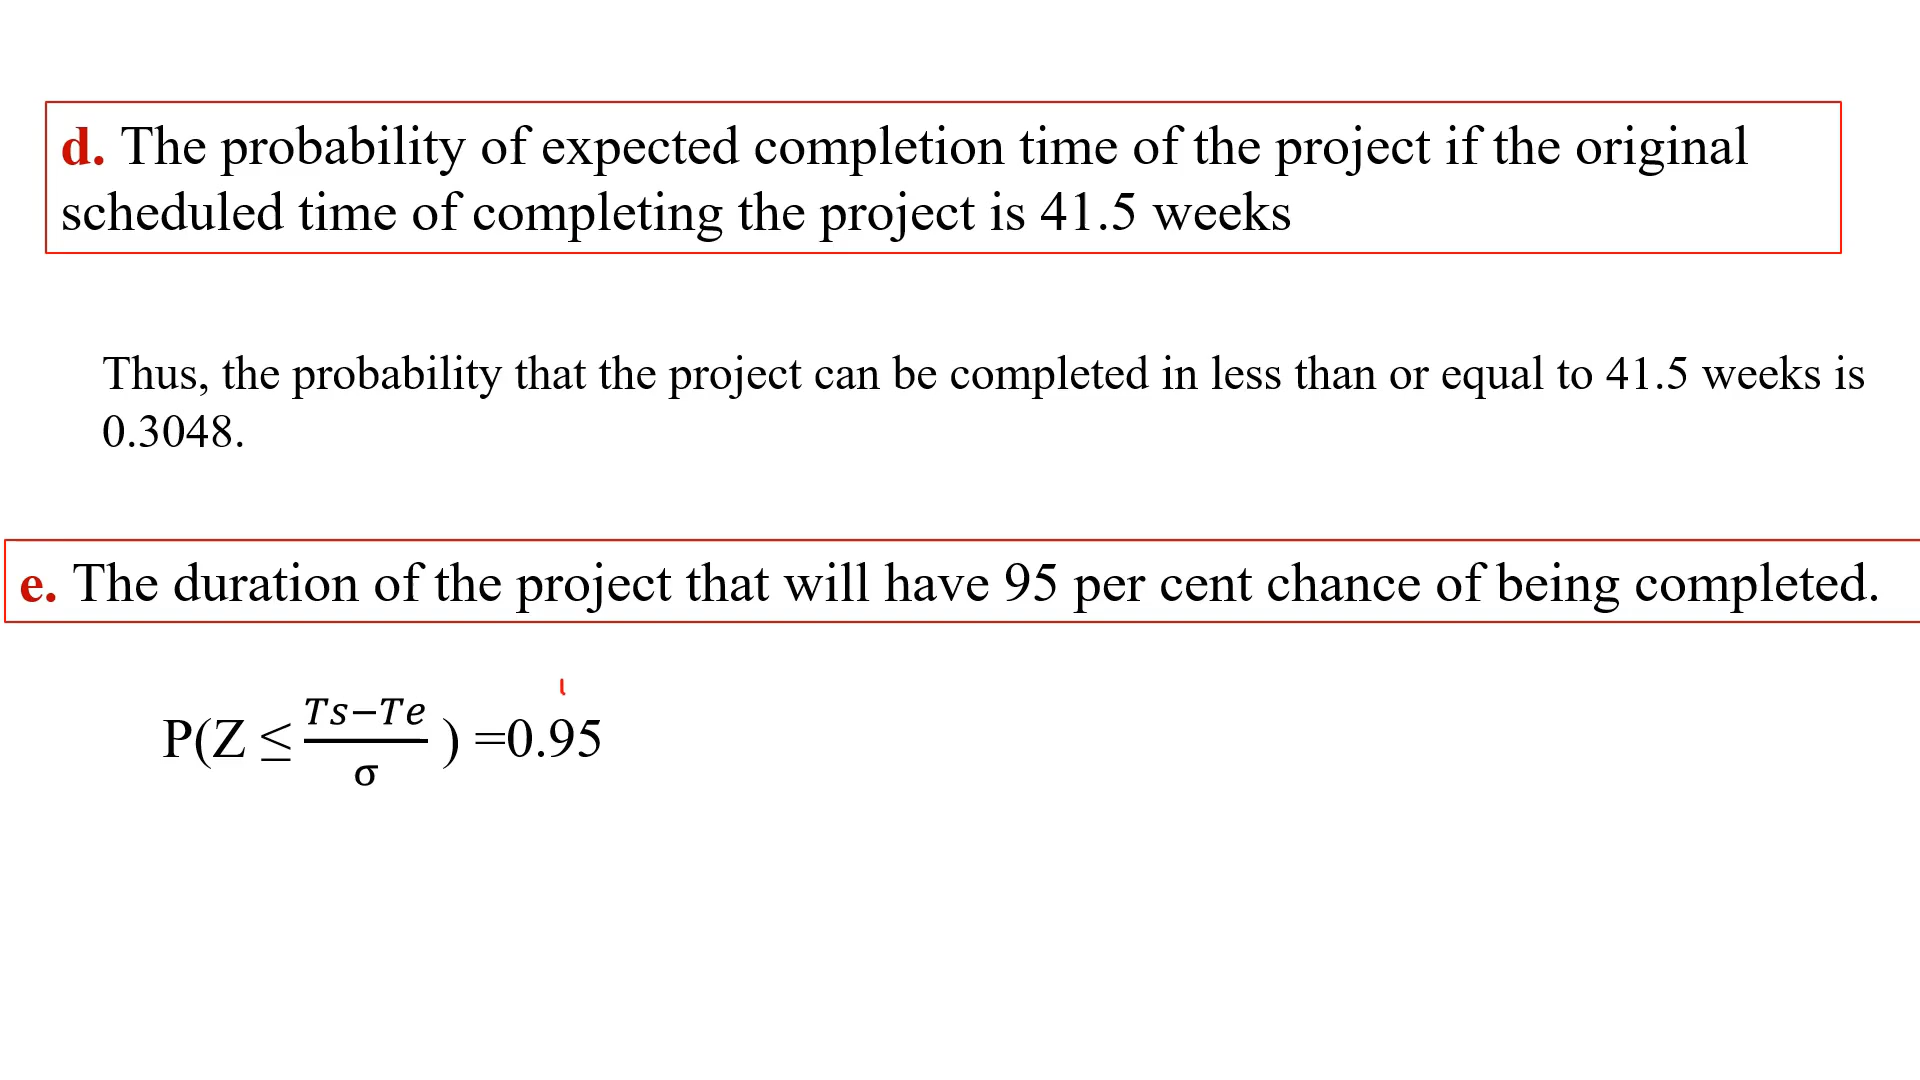 d. The probability of expected completion time of the project if the original
scheduled time of completing the project is 41.5 weeks
Thus, the probability that the project can be completed in less than or equal to 41.5 weeks is
0.3048.
e. The duration of the project that will have 95 per cent chance of being completed.
P(Z ≤ (Ts−Te)/σ ) =0.95